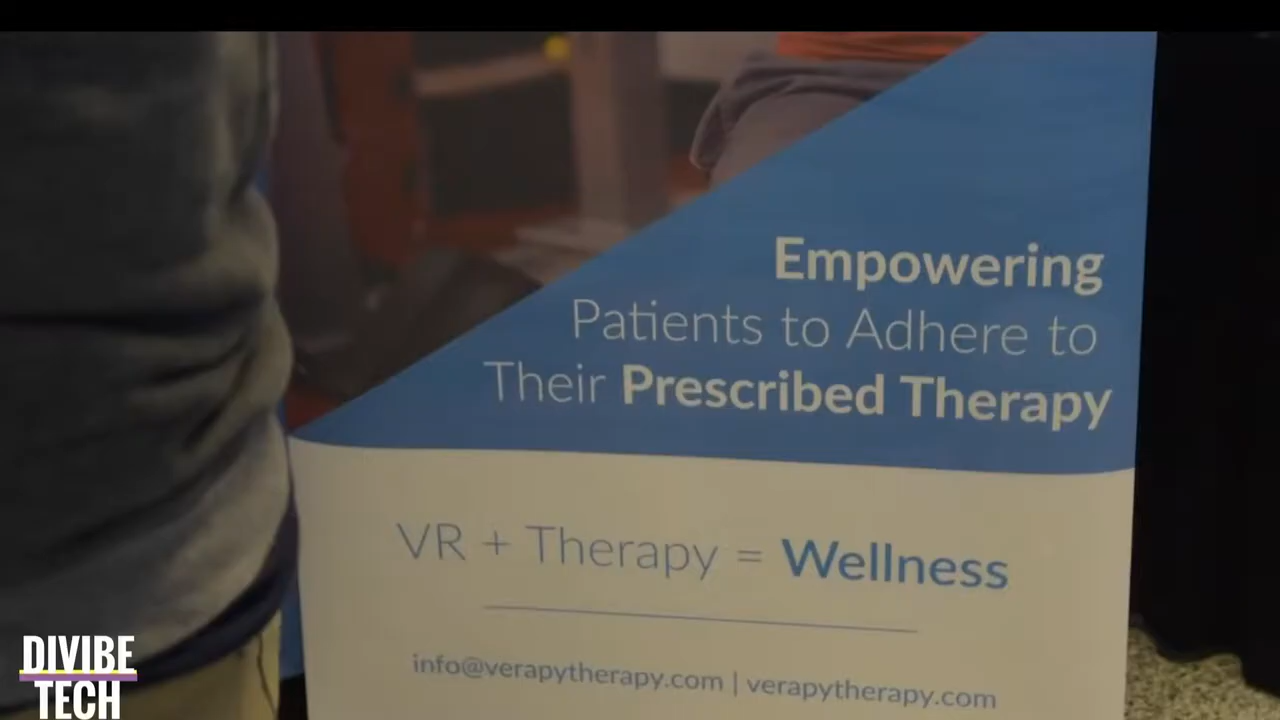 Empowering
Patients to Adhere to
Their Prescribed Therapy
VR + Therapy = Wellness
info@verapytherapy.com | verapytherapy.com
DIVIBE
TECH